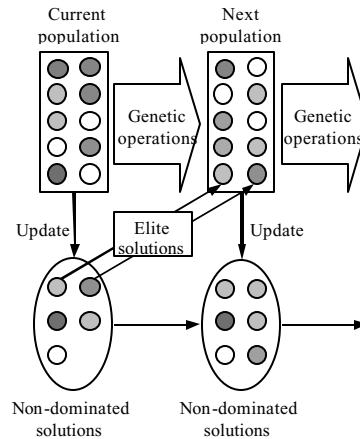 Current
population
Next
population
Genetic
operations
Genetic
operations
Update
Elite
solutions
Update
Non-dominated
solutions
Non-dominated
solutions